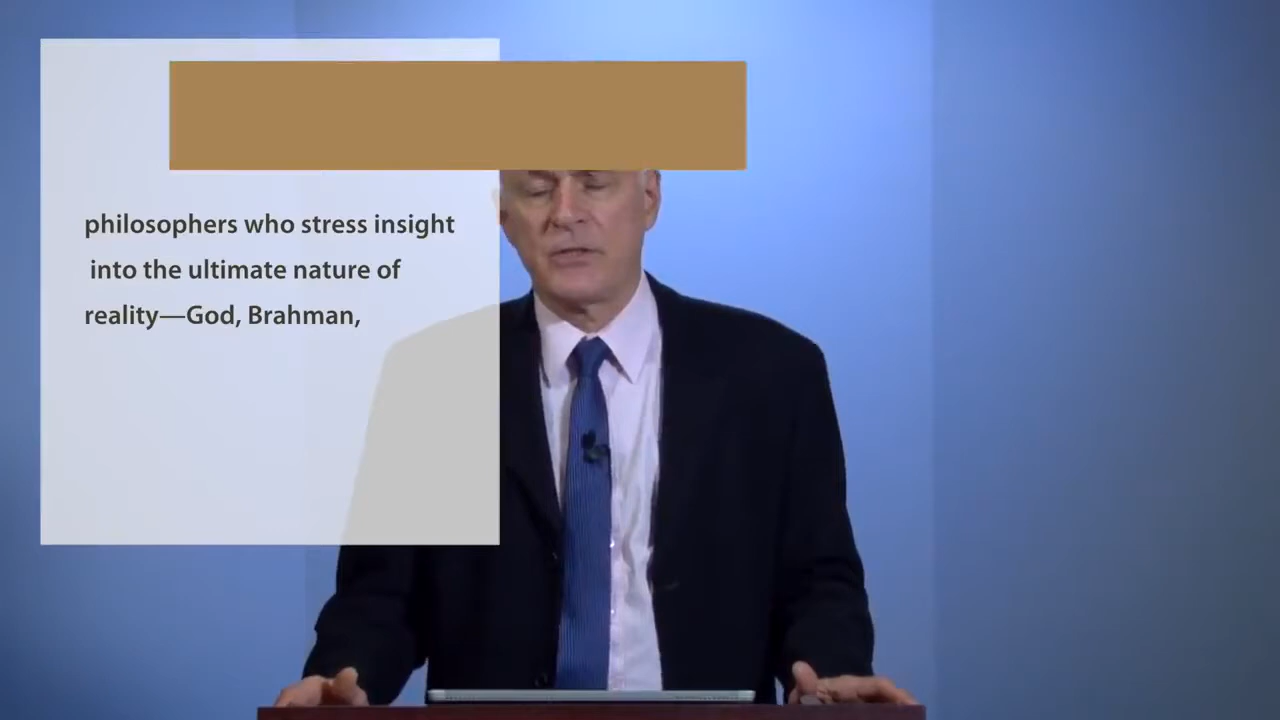 philosophers who stress insight
into the ultimate nature of
reality—God, Brahman,